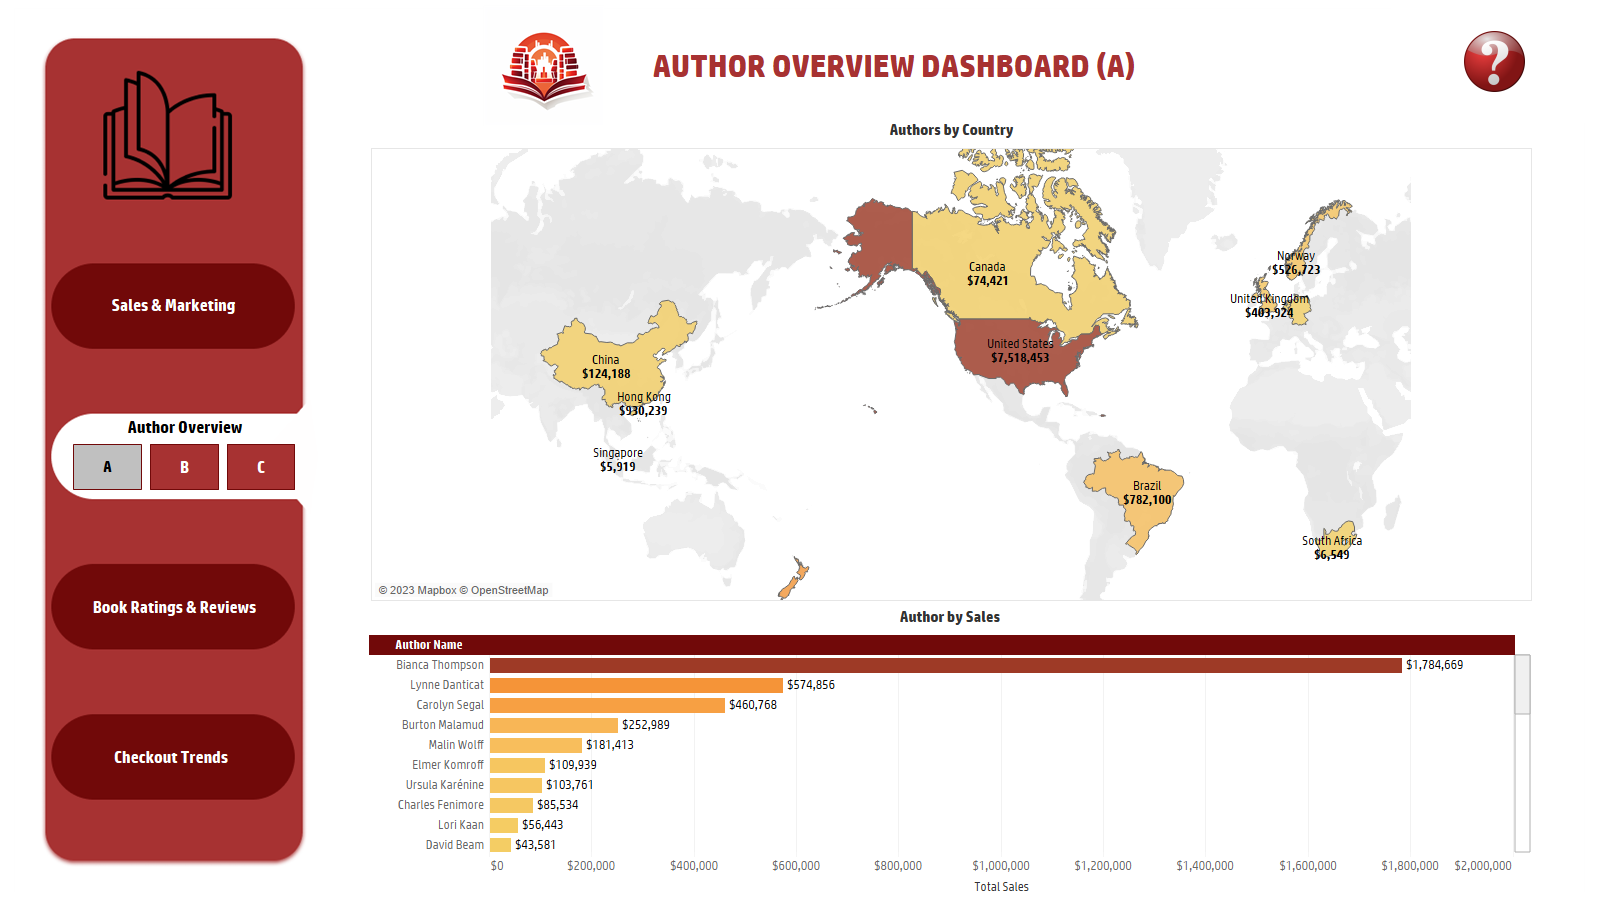 AUTHOR OVERVIEW DASHBOARD (A)
?
Sales & Marketing
Author Overview
A
B
C
Book Ratings & Reviews
Checkout Trends
Authors by Country
Norway
$526,723
Canada
$74,421
United Kingdom
$403,924
United States
$7,518,453
China
$124,188
Hong Kong
$930,239
Singapore
$5,919
Brazil
$782,100
South Africa
$6,549
© 2023 Mapbox © OpenStreetMap
Author by Sales
Author Name
Bianca Thompson $1,784,669
Lynne Danticat $574,856
Carolyn Segal $460,768
Burton Malamud $252,989
Malin Wolff $181,413
Elmer Komroff $109,939
Ursula Karénine $103,761
Charles Fenimore $85,534
Lori Kaan $56,443
David Beam $43,581
$0 $200,000 $400,000 $600,000 $800,000 $1,000,000 $1,200,000 $1,400,000 $1,600,000 $1,800,000 $2,000,000
Total Sales